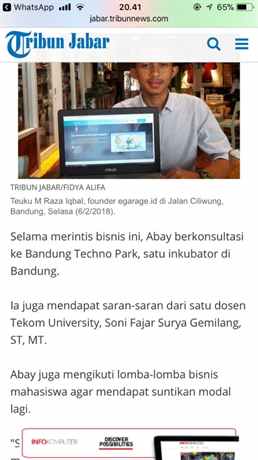 WhatsApp
20.41
65%
jabar.tribunnews.com
Tribun Jabar
TRIBUN JABAR/FIDYA ALIFA
Teuku M Raza Iqbal, founder egarage.id di Jalan Ciliwung,
Bandung, Selasa (6/2/2018).
Selama merintis bisnis ini, Abay berkonsultasi
ke Bandung Techno Park, satu inkubator di
Bandung.
Ia juga mendapat saran-saran dari satu dosen
Tekom University, Soni Fajar Surya Gemilang,
ST, MT.
Abay juga mengikuti lomba-lomba bisnis
mahasiswa agar mendapat suntikan modal
lagi.
"S
INFOKOMPUTER
DISCOVER
POSSIBILITIES